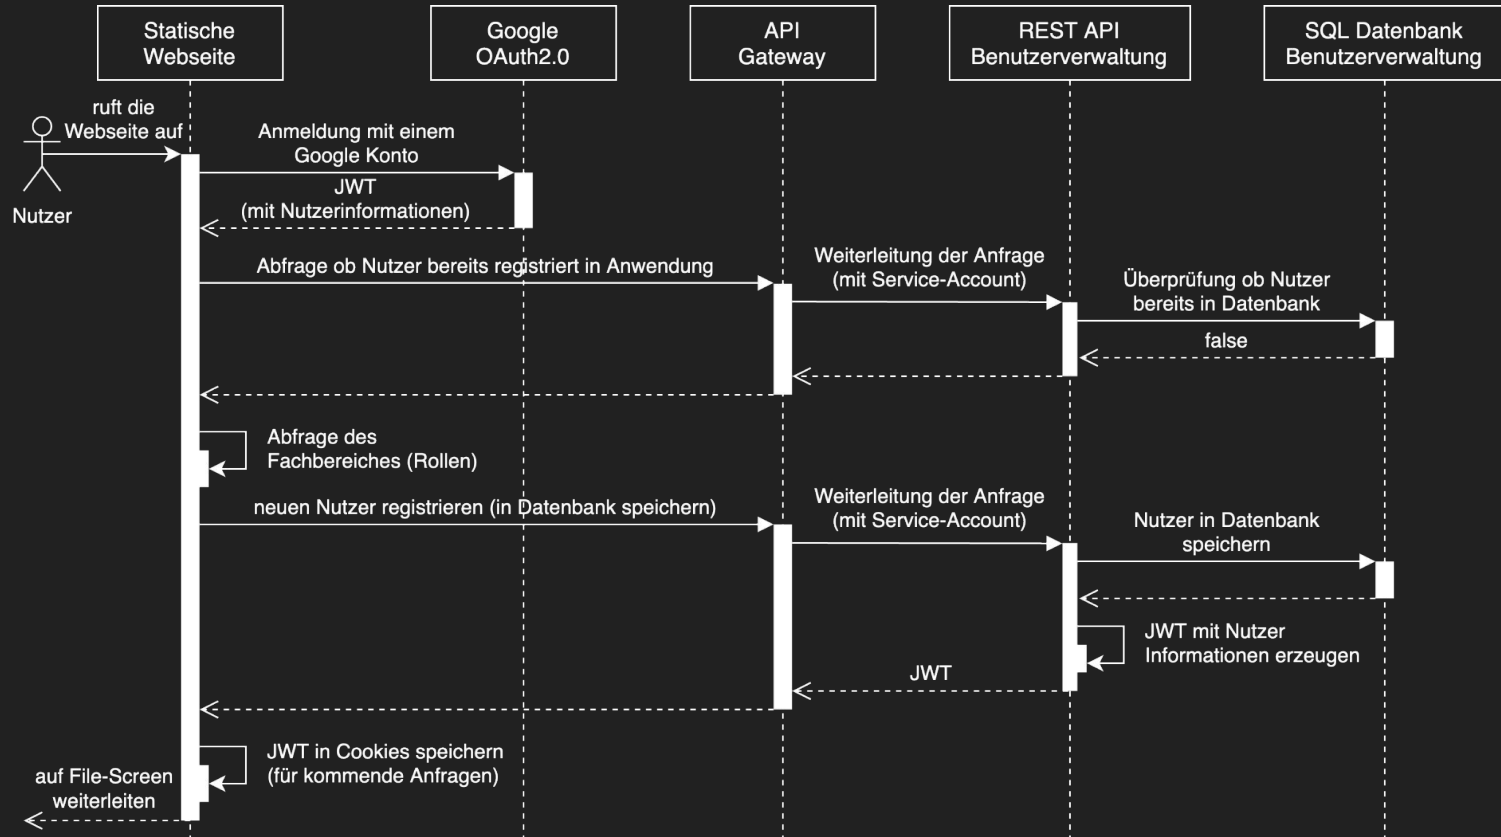 Statische
Webseite
Google
OAuth2.0
API
Gateway
REST API
Benutzerverwaltung
SQL Datenbank
Benutzerverwaltung
ruft die
Webseite auf
Nutzer
Anmeldung mit einem
Google Konto
JWT
(mit Nutzerinformationen)
Abfrage ob Nutzer bereits registriert in Anwendung
Weiterleitung der Anfrage
(mit Service-Account)
Überprüfung ob Nutzer
bereits in Datenbank
false
Abfrage des
Fachbereiches (Rollen)
neuen Nutzer registrieren (in Datenbank speichern)
Weiterleitung der Anfrage
(mit Service-Account)
Nutzer in Datenbank
speichern
JWT mit Nutzer
Informationen erzeugen
JWT
JWT in Cookies speichern
(für kommende Anfragen)
auf File-Screen
weiterleiten